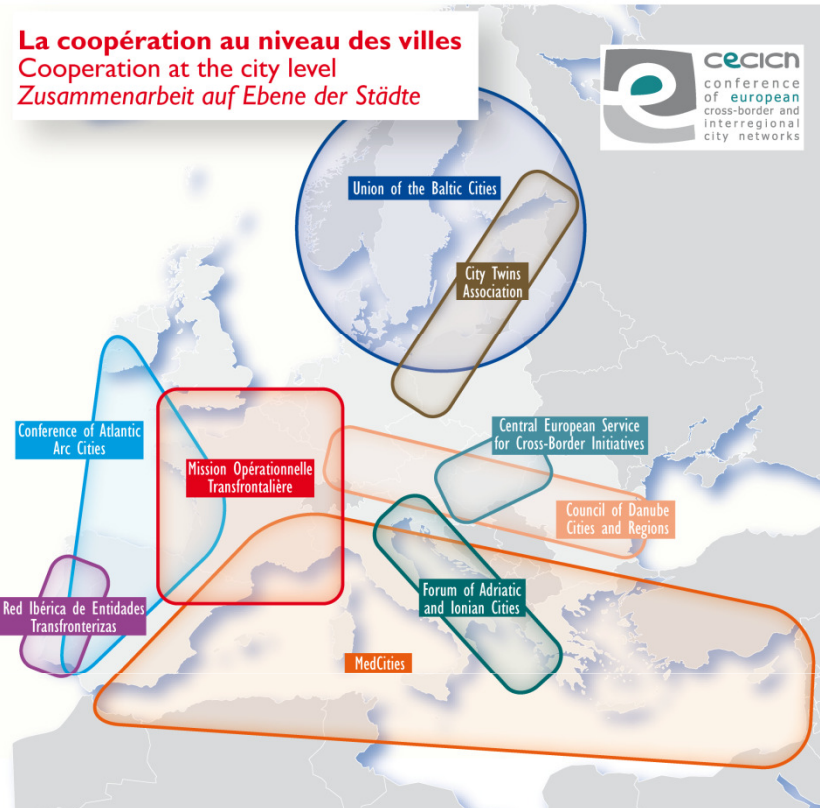 La coopération au niveau des villes
Cooperation at the city level
Zusammenarbeit auf Ebene der Städte
cecicn
conference
of european
cross-border and
interregional
city networks
Union of the Baltic Cities
City Twins
Association
Conference of Atlantic
Arc Cities
Central European Service
for Cross-Border Initiatives
Mission Opérationnelle
Transfrontalière
Council of Danube
Cities and Regions
Forum of Adriatic
and Ionian Cities
Red Ibérica de Entidades
Transfronterizas
MedCities